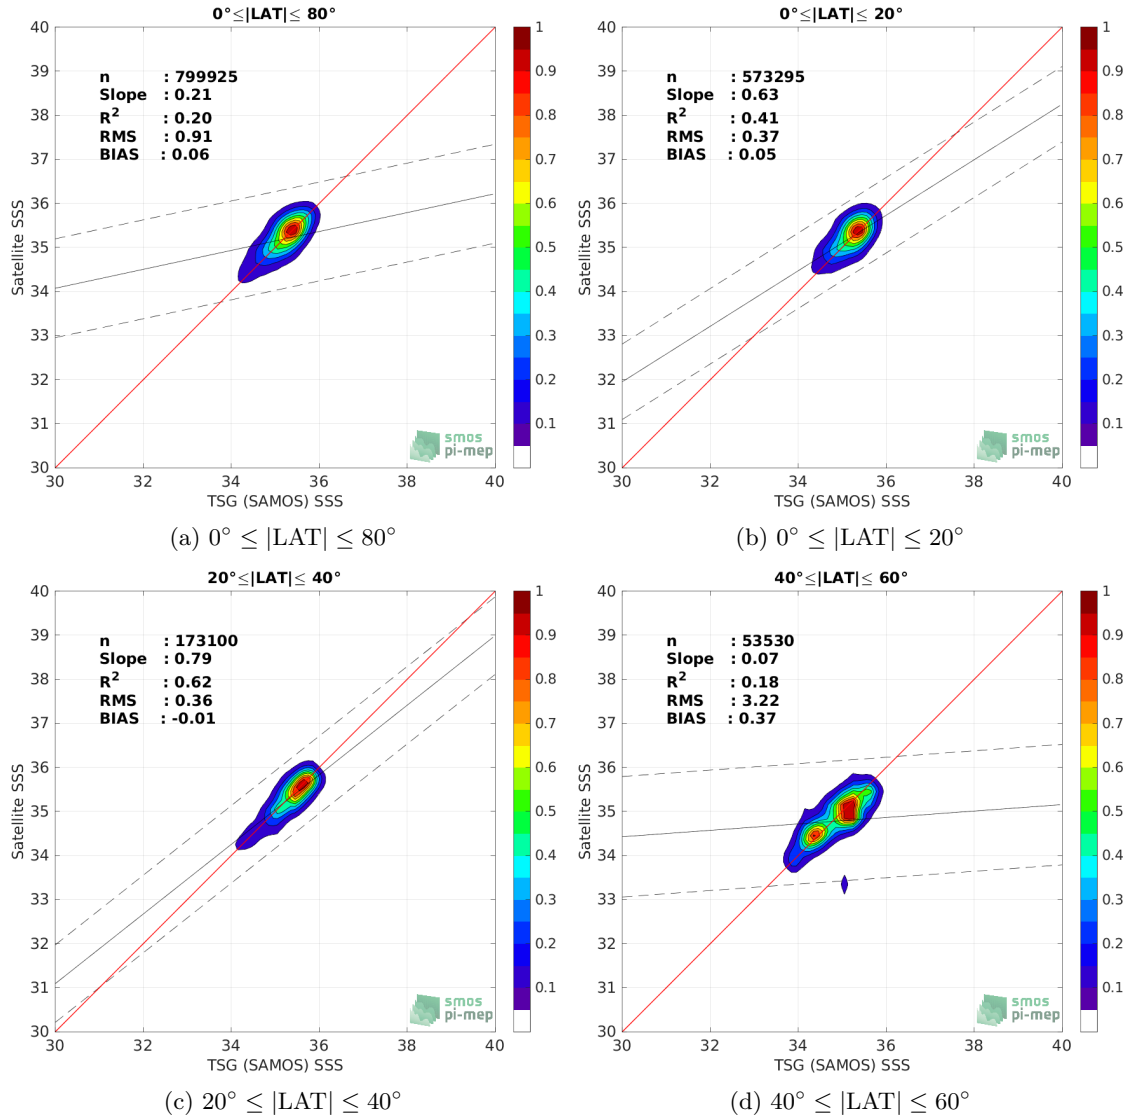 0°≤|LAT|≤ 80°
40
39
38
37
36
35
34
33
32
31
30
Satellite SSS
n : 799925
Slope : 0.21
R² : 0.20
RMS : 0.91
BIAS : 0.06
smos
pi-mep
30 32 34 36 38 40
TSG (SAMOS) SSS
1
0.9
0.8
0.7
0.6
0.5
0.4
0.3
0.2
0.1
(a) 0° ≤ |LAT| ≤ 80°
0°≤|LAT|≤ 20°
40
39
38
37
36
35
34
33
32
31
30
Satellite SSS
n : 573295
Slope : 0.63
R² : 0.41
RMS : 0.37
BIAS : 0.05
smos
pi-mep
30 32 34 36 38 40
TSG (SAMOS) SSS
1
0.9
0.8
0.7
0.6
0.5
0.4
0.3
0.2
0.1
(b) 0° ≤ |LAT| ≤ 20°
20°≤|LAT|≤ 40°
40
39
38
37
36
35
34
33
32
31
30
Satellite SSS
n : 173100
Slope : 0.79
R² : 0.62
RMS : 0.36
BIAS : -0.01
smos
pi-mep
30 32 34 36 38 40
TSG (SAMOS) SSS
1
0.9
0.8
0.7
0.6
0.5
0.4
0.3
0.2
0.1
(c) 20° ≤ |LAT| ≤ 40°
40°≤|LAT|≤ 60°
40
39
38
37
36
35
34
33
32
31
30
Satellite SSS
n : 53530
Slope : 0.07
R² : 0.18
RMS : 3.22
BIAS : 0.37
smos
pi-mep
30 32 34 36 38 40
TSG (SAMOS) SSS
1
0.9
0.8
0.7
0.6
0.5
0.4
0.3
0.2
0.1
(d) 40° ≤ |LAT| ≤ 60°